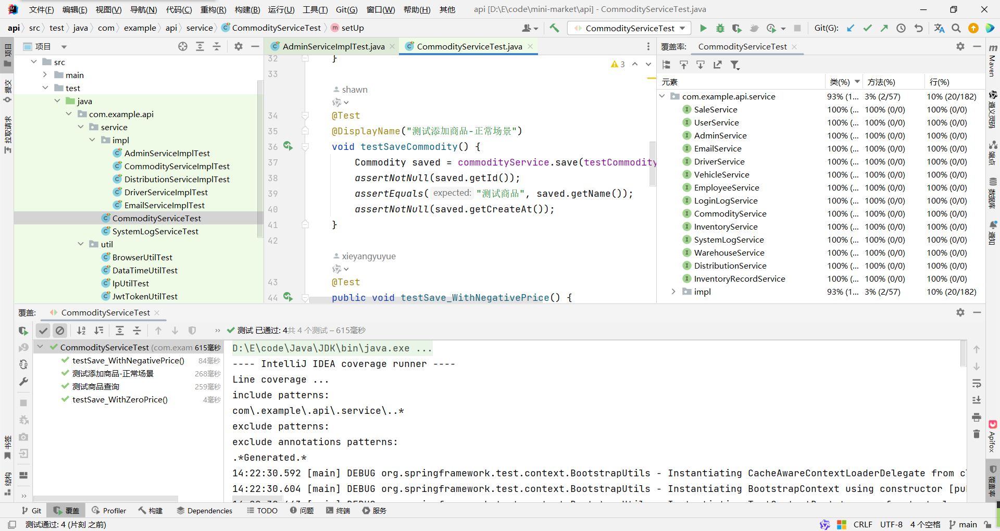 文件(F) 编辑(E) 视图(V) 导航(N) 代码(C) 重构(R) 构建(B) 运行(U) 工具(T) Git(G) 窗口(W) 帮助(H) 其他 api [D:\E\code\mini-market\api] - CommodityServiceTest.java
api src test java com example api service CommodityServiceTest setUp
CommodityServiceTest
Git(G):
项目
提交
拉取请求
书签
结构
项目
src
main
test
java
com.example.api
service
impl
AdminServiceImplTest
CommodityServiceImplTest
DistributionServiceImplTest
DriverServiceImplTest
EmailServiceImplTest
CommodityServiceTest
SystemLogServiceTest
util
BrowserUtilTest
DataTimeUtilTest
IpUtilTest
JwtTokenUtilTest
AdminServiceImplTest.java CommodityServiceTest.java
3
32 }
33
shawn
34 @Test
35 @DisplayName("测试添加商品-正常场景")
36 void testSaveCommodity() {
37 Commodity saved = commodityService.save(testCommodity
38 assertNotNull(saved.getId());
39 assertEquals( expected: "测试商品", saved.getName());
40 assertNotNull(saved.getCreateAt());
41 }
42
xieyangyuyue
43 @Test
44 public void testSave_WithNegativePrice() {
覆盖率: CommodityServiceTest
元素 类(%) 方法(%) 行(%)
com.example.api.service 93% (1... 3% (2/57) 10% (20/182)
SaleService 100% (... 100% (0/0) 100% (0/0)
UserService 100% (... 100% (0/0) 100% (0/0)
AdminService 100% (... 100% (0/0) 100% (0/0)
EmailService 100% (... 100% (0/0) 100% (0/0)
DriverService 100% (... 100% (0/0) 100% (0/0)
VehicleService 100% (... 100% (0/0) 100% (0/0)
EmployeeService 100% (... 100% (0/0) 100% (0/0)
LoginLogService 100% (... 100% (0/0) 100% (0/0)
CommodityService 100% (... 100% (0/0) 100% (0/0)
InventoryService 100% (... 100% (0/0) 100% (0/0)
SystemLogService 100% (... 100% (0/0) 100% (0/0)
WarehouseService 100% (... 100% (0/0) 100% (0/0)
DistributionService 100% (... 100% (0/0) 100% (0/0)
InventoryRecordService 100% (... 100% (0/0) 100% (0/0)
impl 93% (1... 3% (2/57) 10% (20/182)
Maven
通义灵码
端点
数据库
通知
Apifox
覆盖率
覆盖: CommodityServiceTest
测试 已通过: 4共 4 个测试 – 615毫秒
CommodityServiceTest (com.exam 615毫秒
testSave_WithNegativePrice() 84毫秒
测试添加商品-正常场景 268毫秒
测试商品查询 259毫秒
testSave_WithZeroPrice() 4毫秒
D:\E\code\Java\JDK\bin\java.exe ...
---- IntelliJ IDEA coverage runner ----
Line coverage ...
include patterns:
com\.example\.api\.service\..*
exclude patterns:
exclude annotations patterns:
.*Generated.*
14:22:30.592 [main] DEBUG org.springframework.test.context.BootstrapUtils - Instantiating CacheAwareContextLoaderDelegate from cl
14:22:30.604 [main] DEBUG org.springframework.test.context.BootstrapUtils - Instantiating BootstrapContext using constructor [pu
Git 覆盖 Profiler 构建 Dependencies TODO 问题 终端 服务
测试通过: 4 (片刻 之前) CRLF UTF-8 4 个空格 main